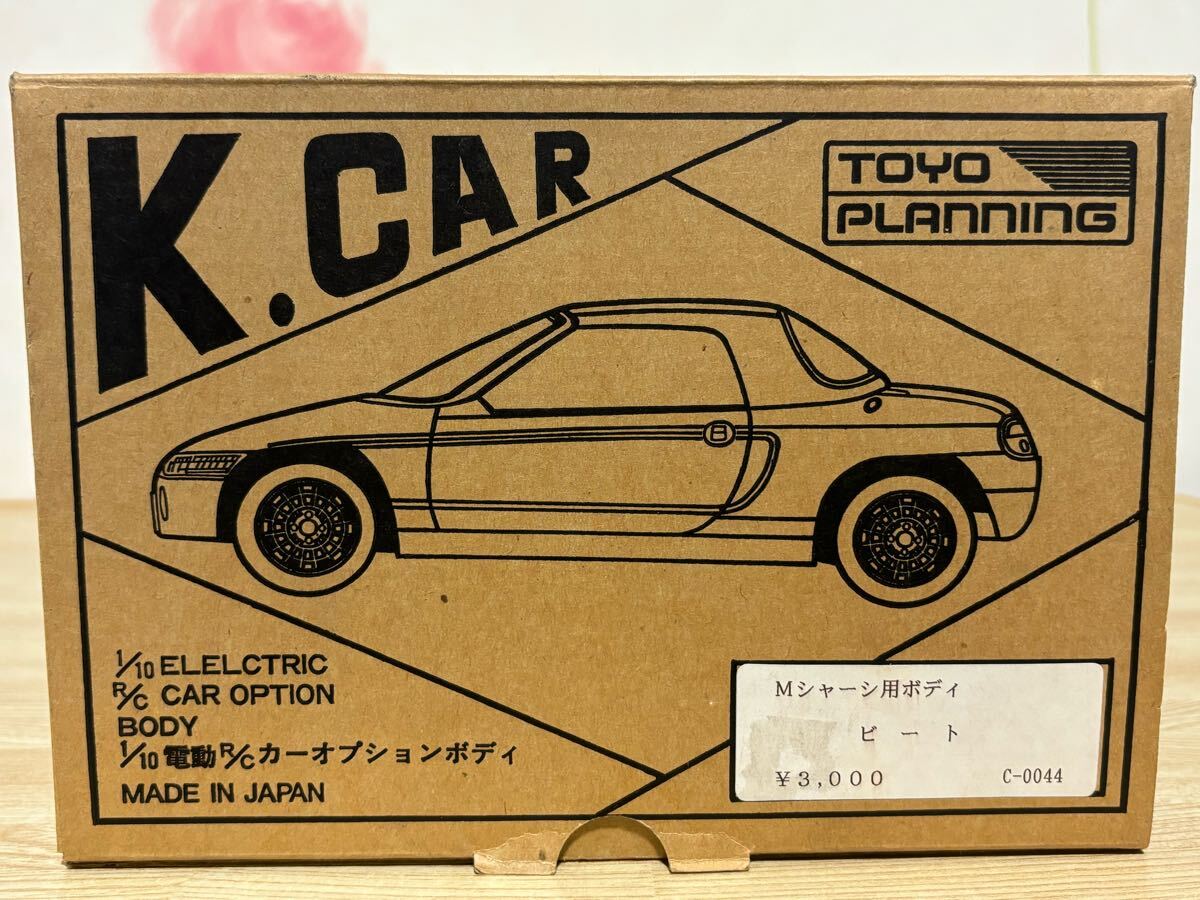 K.CAR
TOYO
PLANNING
1/10 ELELCTRIC
R/C CAR OPTION
BODY
1/10 電動 R/C カーオプションボディ
MADE IN JAPAN
Mシャーシ用ボディ
ビート
¥3,000 C-0044